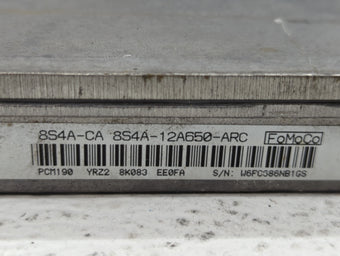 8S4A-CA 8S4A-12A650-ARC FoMoCo
PCM190 YRZ2 8K083 EE0FA S/N: W6FC386NB1GS